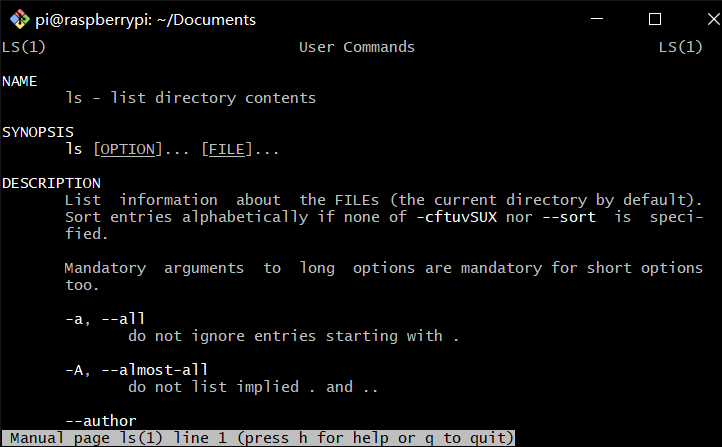 pi@raspberrypi: ~/Documents
LS(1) User Commands LS(1)
NAME
ls - list directory contents
SYNOPSIS
ls [OPTION]... [FILE]...
DESCRIPTION
List information about the FILEs (the current directory by default).
Sort entries alphabetically if none of -cftuvSUX nor --sort is speci-
fied.
Mandatory arguments to long options are mandatory for short options
too.
-a, --all
do not ignore entries starting with .
-A, --almost-all
do not list implied . and ..
--author
Manual page ls(1) line 1 (press h for help or q to quit)